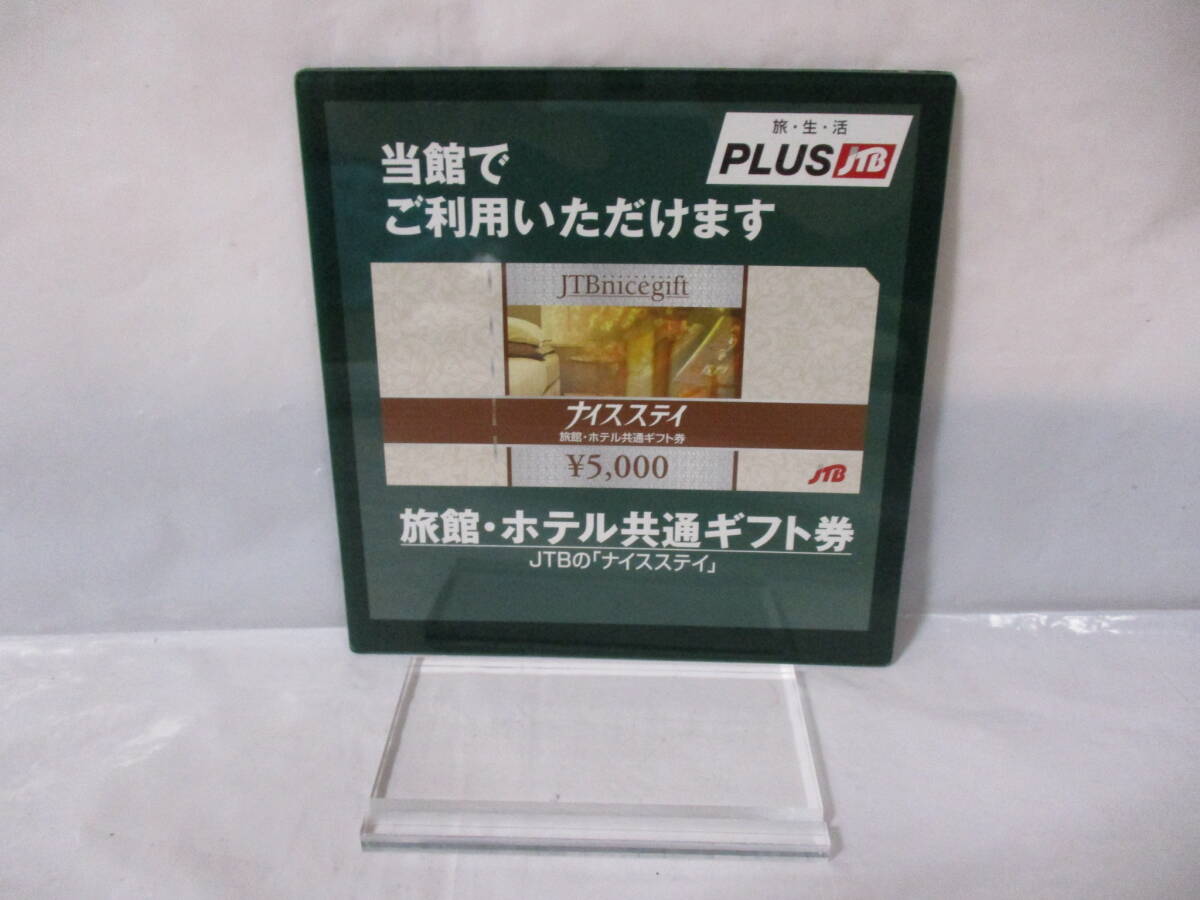 旅・生・活
PLUS JTB
当館で
ご利用いただけます
JTBnicegift
ナイスステイ
旅館・ホテル共通ギフト券
¥5,000
JTB
旅館・ホテル共通ギフト券
JTBの「ナイスステイ」